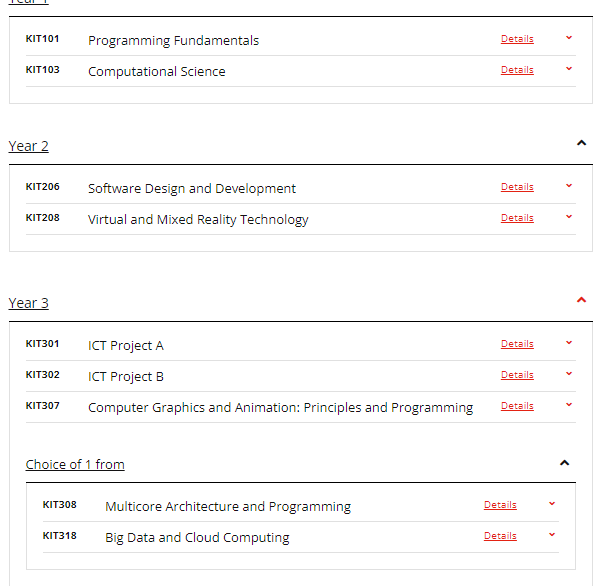 Year 1
KIT101 Programming Fundamentals Details
KIT103 Computational Science Details
Year 2
KIT206 Software Design and Development Details
KIT208 Virtual and Mixed Reality Technology Details
Year 3
KIT301 ICT Project A Details
KIT302 ICT Project B Details
KIT307 Computer Graphics and Animation: Principles and Programming Details
Choice of 1 from
KIT308 Multicore Architecture and Programming Details
KIT318 Big Data and Cloud Computing Details